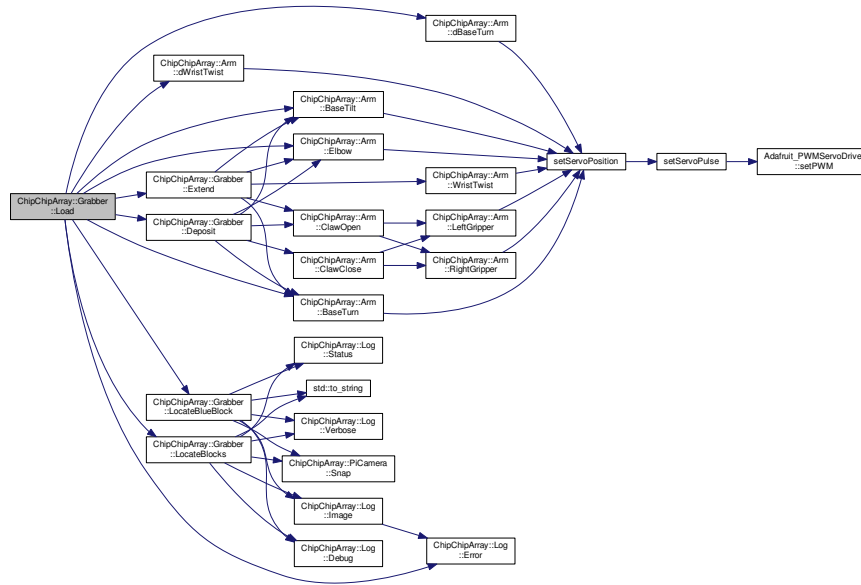 ChipChipArray::Arm
::dBaseTurn
ChipChipArray::Arm
::dWristTwist
ChipChipArray::Arm
::BaseTilt
ChipChipArray::Arm
::Elbow
setServoPosition
setServoPulse
Adafruit_PWMServoDriver
::setPWM
ChipChipArray::Grabber
::Extend
ChipChipArray::Arm
::WristTwist
ChipChipArray::Grabber
::Load
ChipChipArray::Grabber
::Deposit
ChipChipArray::Arm
::ClawOpen
ChipChipArray::Arm
::LeftGripper
ChipChipArray::Arm
::ClawClose
ChipChipArray::Arm
::RightGripper
ChipChipArray::Arm
::BaseTurn
ChipChipArray::Log
::Status
std::to_string
ChipChipArray::Grabber
::LocateBlueBlock
ChipChipArray::Log
::Verbose
ChipChipArray::Grabber
::LocateBlocks
ChipChipArray::PiCamera
::Snap
ChipChipArray::Log
::Image
ChipChipArray::Log
::Debug
ChipChipArray::Log
::Error